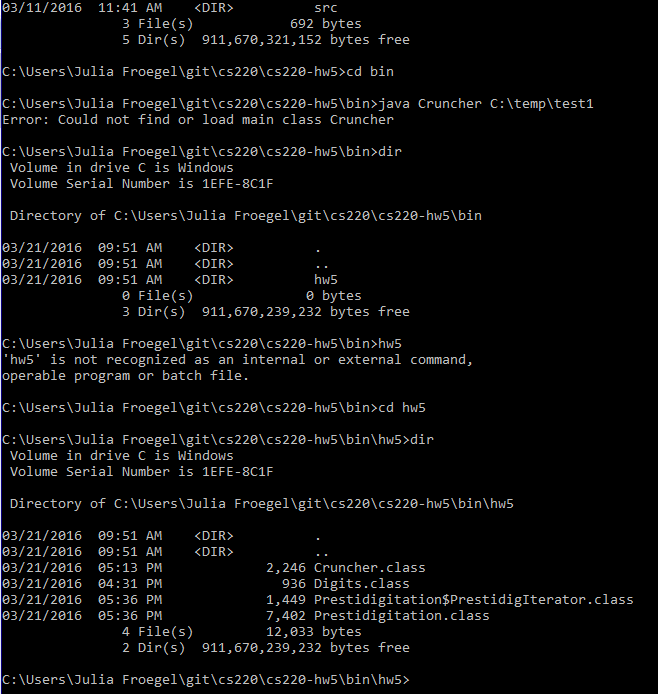 03/11/2016  11:41 AM    <DIR>          src
               3 File(s)            692 bytes
               5 Dir(s)  911,670,321,152 bytes free
C:\Users\Julia Froegel\git\cs220\cs220-hw5>cd bin
C:\Users\Julia Froegel\git\cs220\cs220-hw5\bin>java Cruncher C:\temp\test1
Error: Could not find or load main class Cruncher
C:\Users\Julia Froegel\git\cs220\cs220-hw5\bin>dir
 Volume in drive C is Windows
 Volume Serial Number is 1EFE-8C1F
 Directory of C:\Users\Julia Froegel\git\cs220\cs220-hw5\bin
03/21/2016  09:51 AM    <DIR>          .
03/21/2016  09:51 AM    <DIR>          ..
03/21/2016  09:51 AM    <DIR>          hw5
               0 File(s)              0 bytes
               3 Dir(s)  911,670,239,232 bytes free
C:\Users\Julia Froegel\git\cs220\cs220-hw5\bin>hw5
'hw5' is not recognized as an internal or external command,
operable program or batch file.
C:\Users\Julia Froegel\git\cs220\cs220-hw5\bin>cd hw5
C:\Users\Julia Froegel\git\cs220\cs220-hw5\bin\hw5>dir
 Volume in drive C is Windows
 Volume Serial Number is 1EFE-8C1F
 Directory of C:\Users\Julia Froegel\git\cs220\cs220-hw5\bin\hw5
03/21/2016  09:51 AM    <DIR>          .
03/21/2016  09:51 AM    <DIR>          ..
03/21/2016  05:13 PM             2,246 Cruncher.class
03/21/2016  04:31 PM               936 Digits.class
03/21/2016  05:36 PM             1,449 Prestidigitation$PrestidigIterator.class
03/21/2016  05:36 PM             7,402 Prestidigitation.class
               4 File(s)         12,033 bytes
               2 Dir(s)  911,670,239,232 bytes free
C:\Users\Julia Froegel\git\cs220\cs220-hw5\bin\hw5>